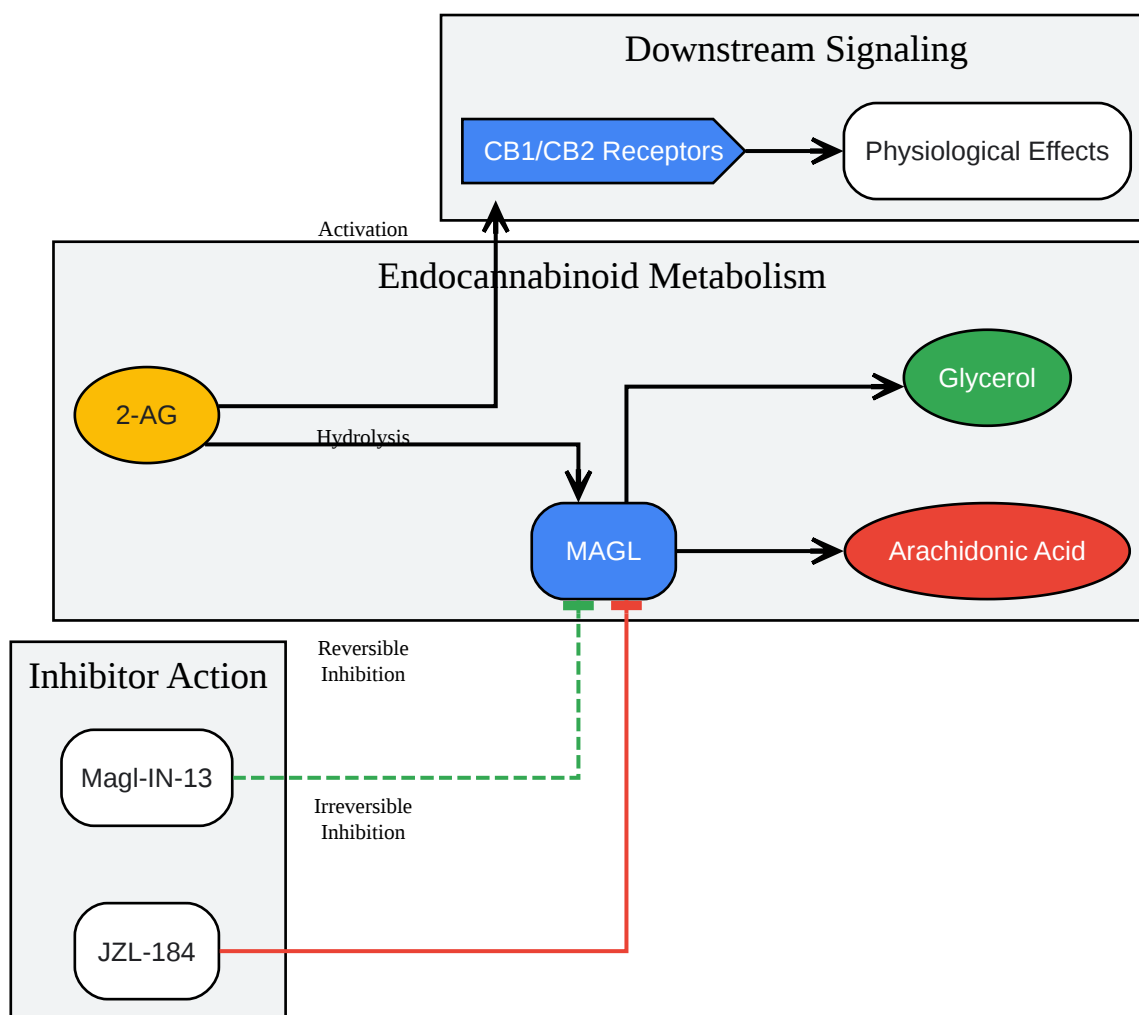 Downstream Signaling
CB1/CB2 Receptors
Physiological Effects
Activation
Endocannabinoid Metabolism
Glycerol
2-AG
Hydrolysis
MAGL
Arachidonic Acid
Reversible
Inhibition
Inhibitor Action
Magl-IN-13
Irreversible
Inhibition
JZL-184